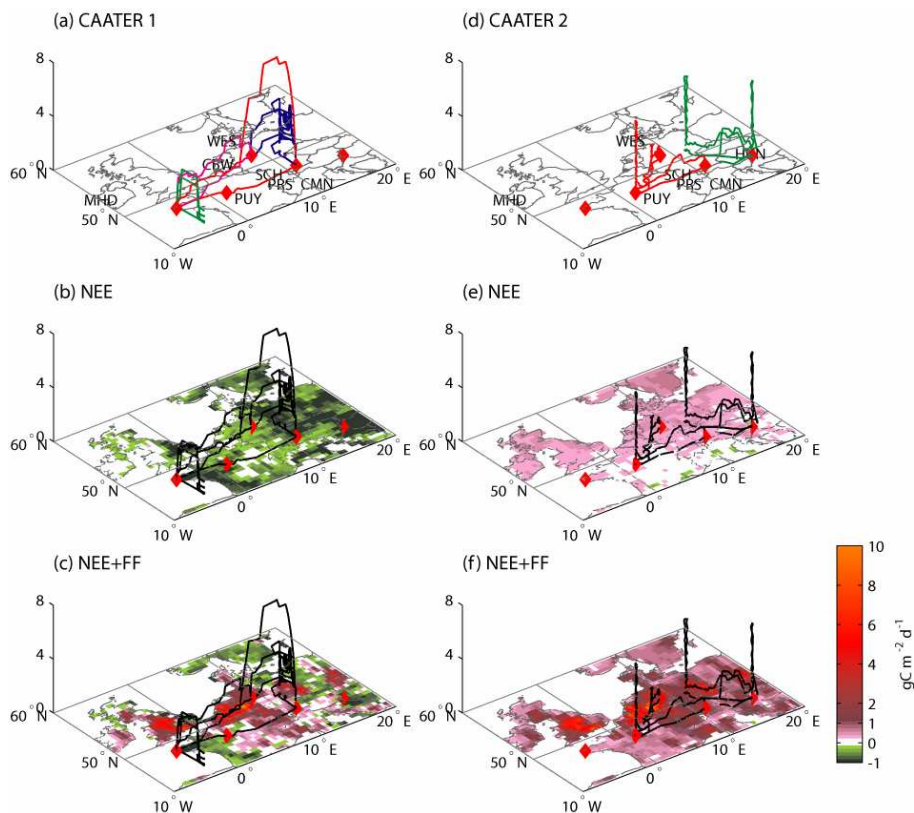 (a) CAATER 1
(d) CAATER 2
8
4
0
60° N
50° N
10° W
0
10° E
20° E
WES
CBW
SCH
PRS CMN
PUY
MHD
8
4
0
60° N
50° N
10° W
0
10° E
20° E
WES
HUN
SCH
PRS CMN
PUY
MHD
(b) NEE
(e) NEE
8
4
0
60° N
50° N
10° W
0
10° E
20° E
8
4
0
60° N
50° N
10° W
0
10° E
20° E
(c) NEE+FF
(f) NEE+FF
8
4
0
60° N
50° N
10° W
0
10° E
20° E
8
4
0
60° N
50° N
10° W
0
10° E
20° E
10
8
6
4
2
1
0
-1
gC m⁻² d⁻¹